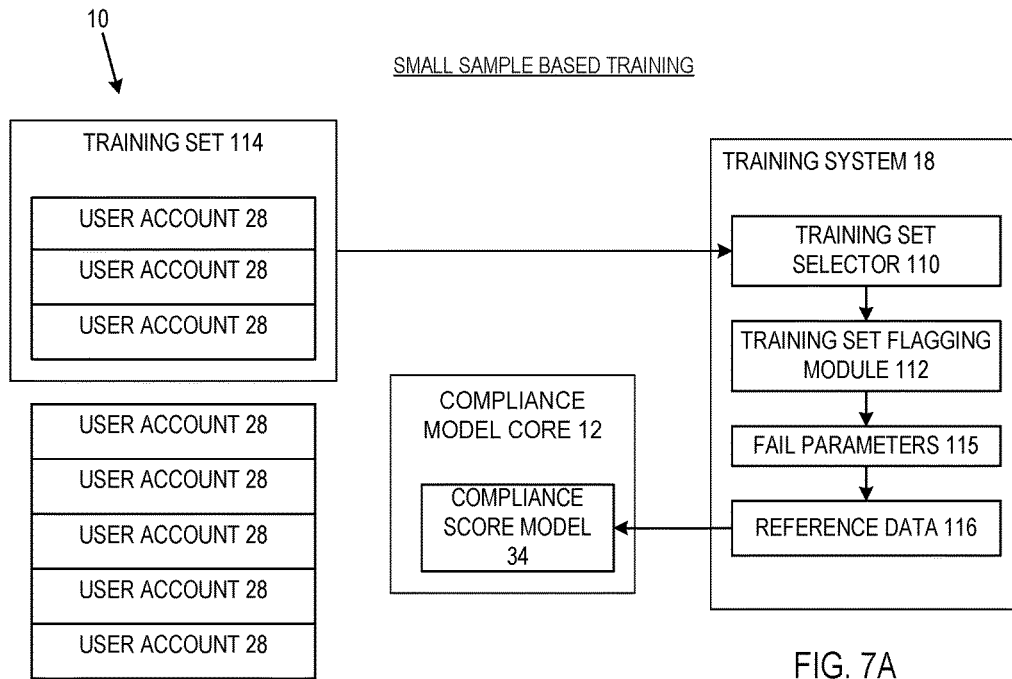 10
SMALL SAMPLE BASED TRAINING
TRAINING SET 114
USER ACCOUNT 28
USER ACCOUNT 28
USER ACCOUNT 28
USER ACCOUNT 28
USER ACCOUNT 28
USER ACCOUNT 28
USER ACCOUNT 28
USER ACCOUNT 28
COMPLIANCE
MODEL CORE 12
COMPLIANCE
SCORE MODEL
34
TRAINING SYSTEM 18
TRAINING SET
SELECTOR 110
TRAINING SET FLAGGING
MODULE 112
FAIL PARAMETERS 115
REFERENCE DATA 116
FIG. 7A